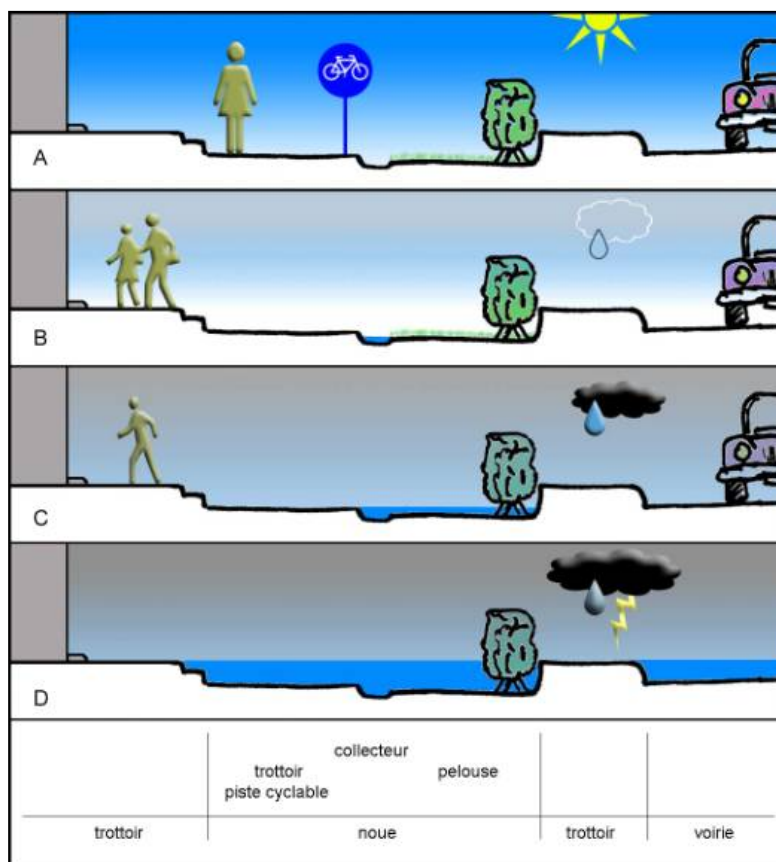 A
B
C
D
collecteur
trottoir pelouse
piste cyclable
trottoir noue trottoir voirie